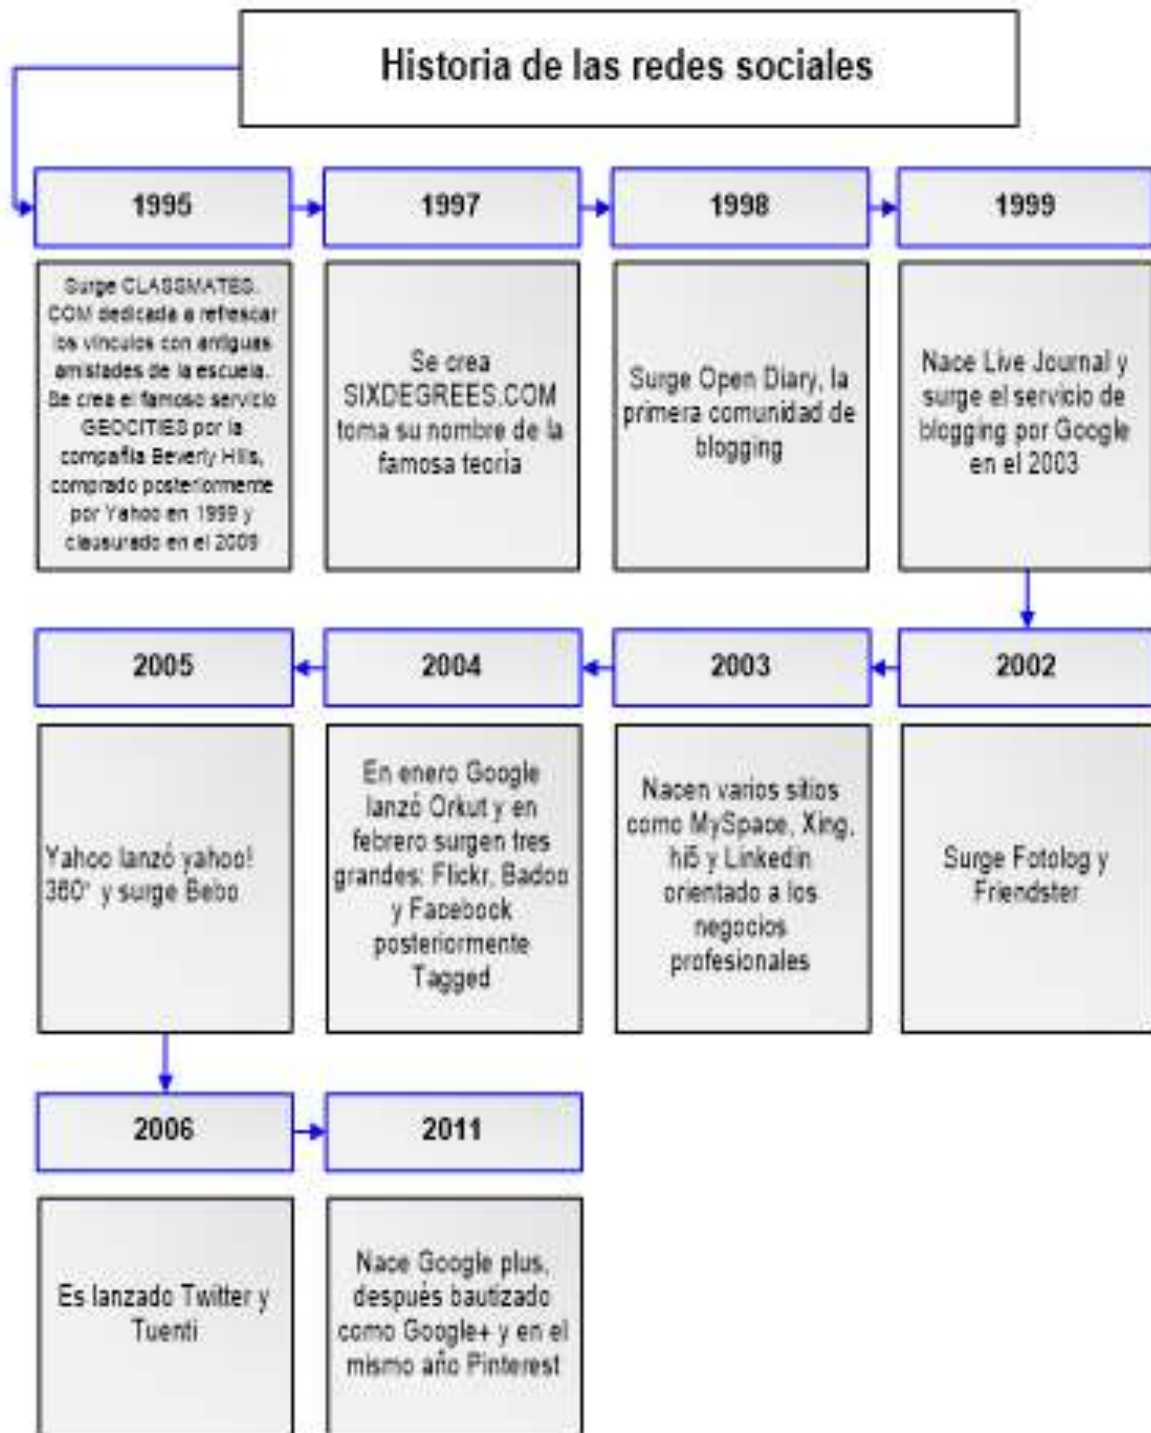 Historia de las redes sociales
1995
Surge CLASSMATES.
COM dedicada a refrescar
los vínculos con antiguas
amistades de la escuela.
Se crea el famoso servicio
GEOCITIES por la
compañía Beverly Hills,
comprado posteriormente
por Yahoo en 1999 y
clausurado en el 2009
1997
Se crea
SIXDEGREES.COM
toma su nombre de la
famosa teoría
1998
Surge Open Diary, la
primera comunidad de
blogging
1999
Nace Live Journal y
surge el servicio de
blogging por Google
en el 2003
2002
Surge Fotolog y
Friendster
2003
Nacen varios sitios
como MySpace, Xing,
hi5 y Linkedin
orientado a los
negocios
profesionales
2004
En enero Google
lanzó Orkut y en
febrero surgen tres
grandes: Flickr, Badoo
y Facebook
posteriormente
Tagged
2005
Yahoo lanzó yahoo!
360° y surge Bebo
2006
Es lanzado Twitter y
Tuenti
2011
Nace Google plus,
después bautizado
como Google+ y en el
mismo año Pinterest